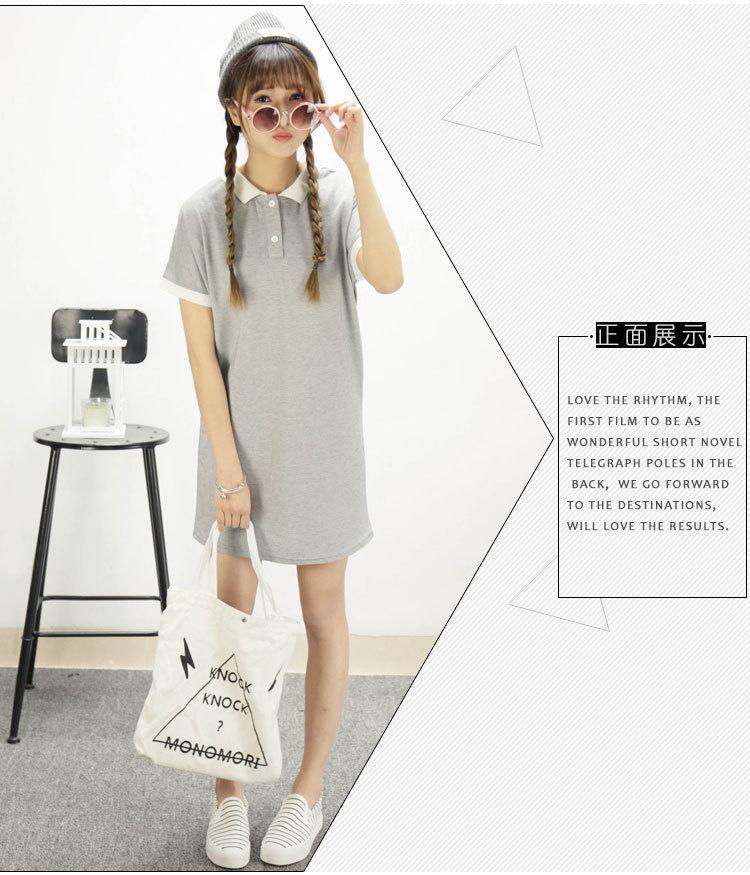 正面展示
LOVE THE RHYTHM, THE
FIRST FILM TO BE AS
WONDERFUL SHORT NOVEL
TELEGRAPH POLES IN THE
BACK, WE GO FORWARD
TO THE DESTINATIONS,
WILL LOVE THE RESULTS.
KNOCK
KNOCK
?
MONOMORI